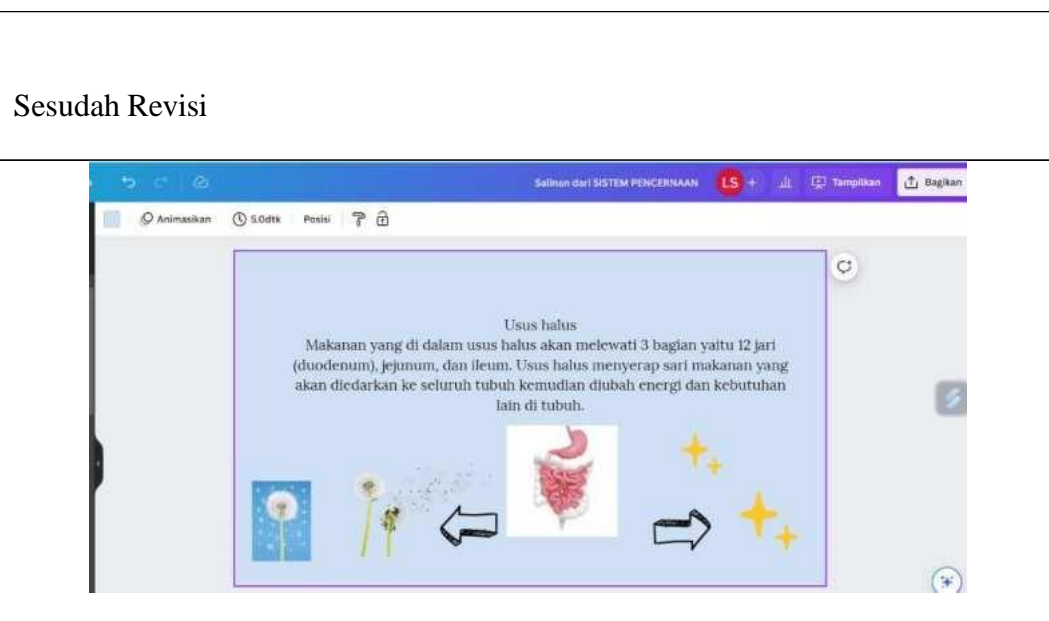 Sesudah Revisi
Salinan dari SISTEM PENCERNAAN LS + Tampilkan Bagikan
Animasikan 5.0dtk Posisi
Usus halus
Makanan yang di dalam usus halus akan melewati 3 bagian yaitu 12 jari
(duodenum), jejunum, dan ileum. Usus halus menyerap sari makanan yang
akan diedarkan ke seluruh tubuh kemudian diubah energi dan kebutuhan
lain di tubuh.